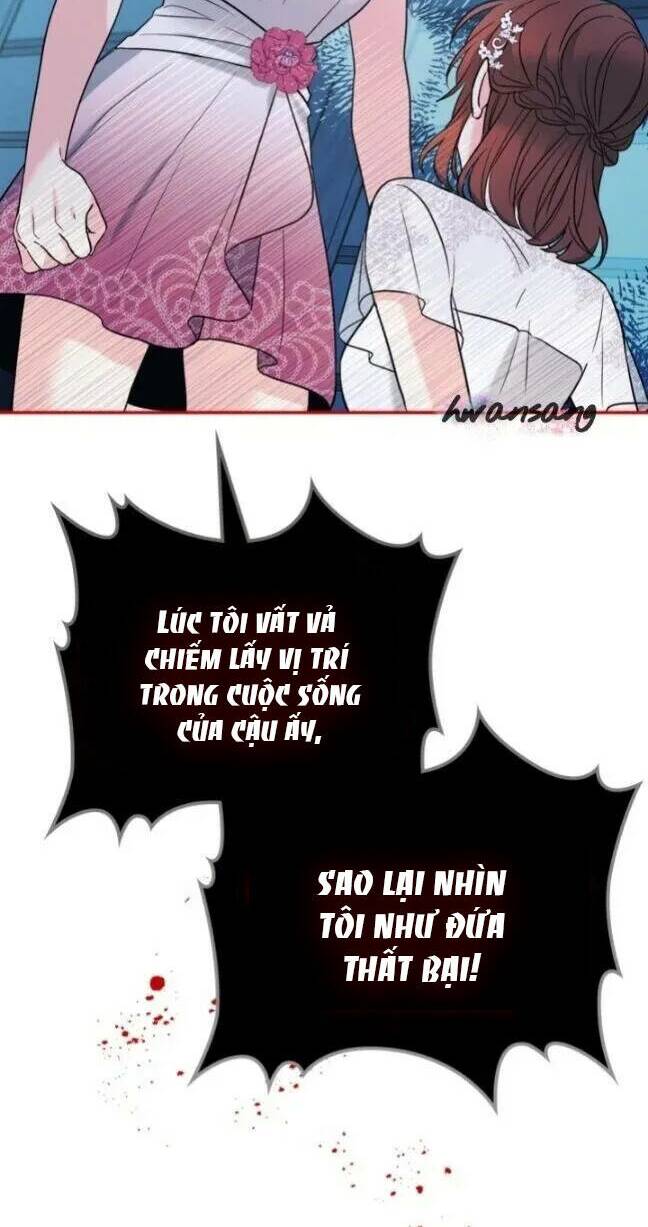 hwansang
LÚC TÔI VẤT VẢ
CHIẾM LẤY VỊ TRÍ
TRONG CUỘC SỐNG
CỦA CẬU ẤY,
SAO LẠI NHÌN
TÔI NHƯ ĐỨA
THẤT BẠI!